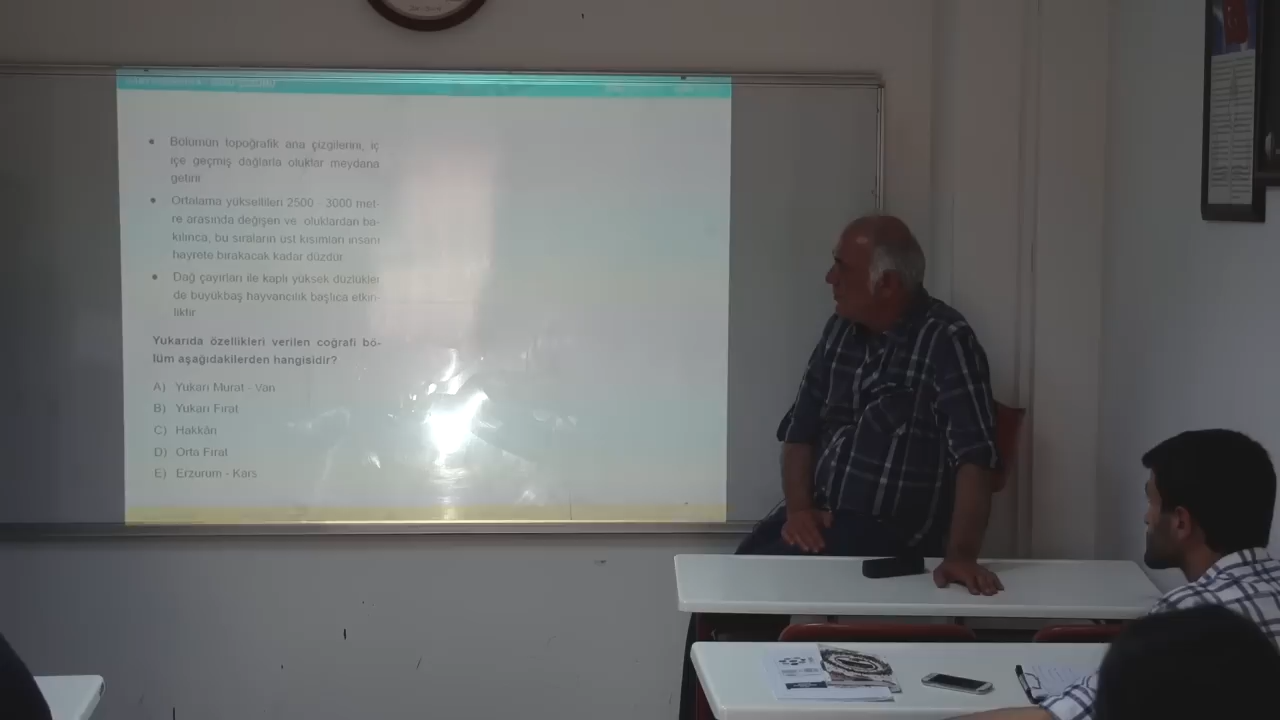 Bölümün topoğrafik ana çizgilerini, iç
içe geçmiş dağlarla oluklar meydana
getirir.
Ortalama yükseltileri 2500 - 3000 met-
re arasında değişen ve oluklardan ba-
kılınca, bu sıraların üst kısımları insanı
hayrete bırakacak kadar düzdür.
Dağ çayırları ile kaplı yüksek düzlükler
de büyükbaş hayvancılık başlıca etkin-
liktir.
Yukarıda özellikleri verilen coğrafi bö-
lüm aşağıdakilerden hangisidir?
A) Yukarı Murat - Van
B) Yukarı Fırat
C) Hakkâri
D) Orta Fırat
E) Erzurum - Kars